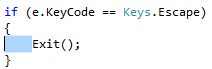 if (e.KeyCode == Keys.Escape)
{
    Exit();
}